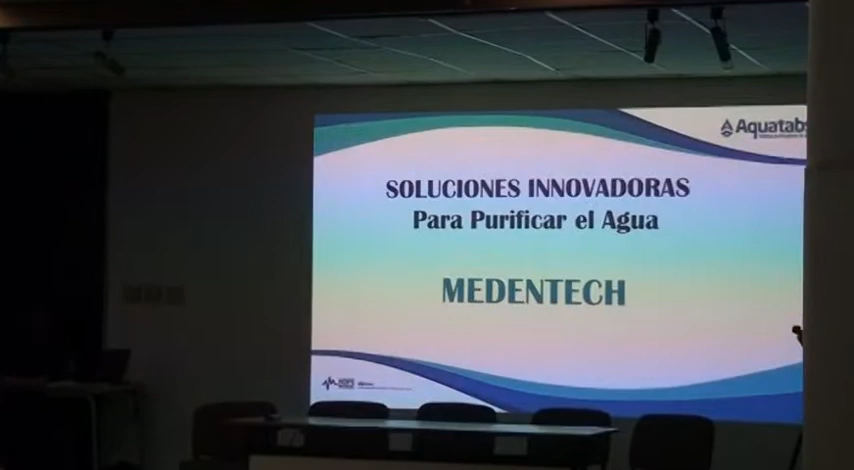 Aquatabs
SOLUCIONES INNOVADORAS
Para Purificar el Agua
MEDENTECH